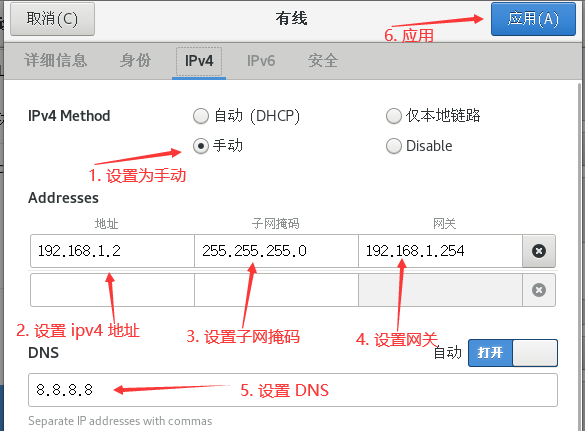 取消(C)
有线
应用(A)
6. 应用
详细信息
身份
IPv4
IPv6
安全
IPv4 Method
自动 (DHCP)
仅本地链路
手动
Disable
1. 设置为手动
Addresses
地址
子网掩码
网关
192.168.1.2
255.255.255.0
192.168.1.254
2. 设置 ipv4 地址
3. 设置子网掩码
4. 设置网关
DNS
自动
打开
8.8.8.8
5. 设置 DNS
Separate IP addresses with commas